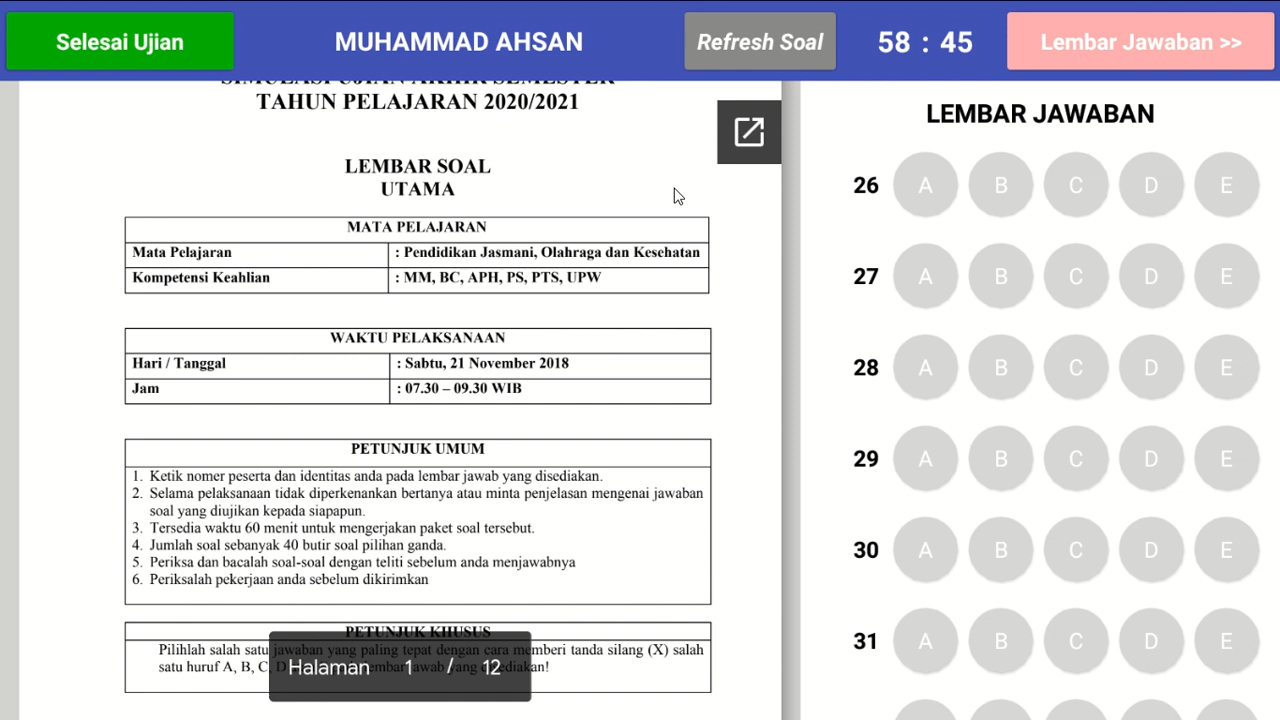 Selesai Ujian
MUHAMMAD AHSAN
Refresh Soal
58 : 45
Lembar Jawaban >>
SIMULASI UJIAN AKHIR SEMESTER
TAHUN PELAJARAN 2020/2021
LEMBAR SOAL
UTAMA
MATA PELAJARAN
Mata Pelajaran : Pendidikan Jasmani, Olahraga dan Kesehatan
Kompetensi Keahlian : MM, BC, APH, PS, PTS, UPW
WAKTU PELAKSANAAN
Hari / Tanggal : Sabtu, 21 November 2018
Jam : 07.30 – 09.30 WIB
PETUNJUK UMUM
1. Ketik nomer peserta dan identitas anda pada lembar jawab yang disediakan.
2. Selama pelaksanaan tidak diperkenankan bertanya atau minta penjelasan mengenai jawaban
soal yang diujikan kepada siapapun.
3. Tersedia waktu 60 menit untuk mengerjakan paket soal tersebut.
4. Jumlah soal sebanyak 40 butir soal pilihan ganda.
5. Periksa dan bacalah soal-soal dengan teliti sebelum anda menjawabnya
6. Periksalah pekerjaan anda sebelum dikirimkan
PETUNJUK KHUSUS
Pilihlah salah satu jawaban yang paling tepat dengan cara memberi tanda silang (X) salah
satu huruf A, B, C, D
Halaman 1 / 12
LEMBAR JAWABAN
26 A B C D E
27 A B C D E
28 A B C D E
29 A B C D E
30 A B C D E
31 A B C D E